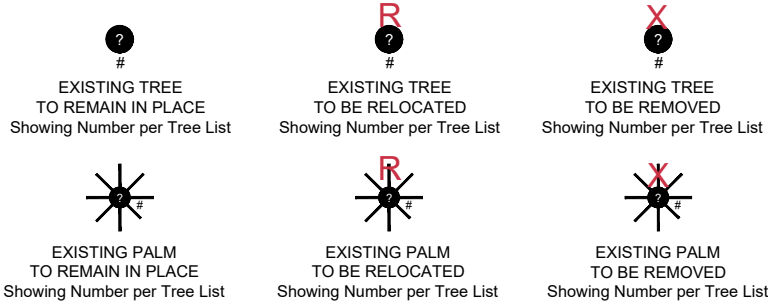 ?
#
EXISTING TREE
TO REMAIN IN PLACE
Showing Number per Tree List
R
?
#
EXISTING TREE
TO BE RELOCATED
Showing Number per Tree List
X
?
#
EXISTING TREE
TO BE REMOVED
Showing Number per Tree List
?
#
EXISTING PALM
TO REMAIN IN PLACE
Showing Number per Tree List
R
?
#
EXISTING PALM
TO BE RELOCATED
Showing Number per Tree List
X
?
#
EXISTING PALM
TO BE REMOVED
Showing Number per Tree List